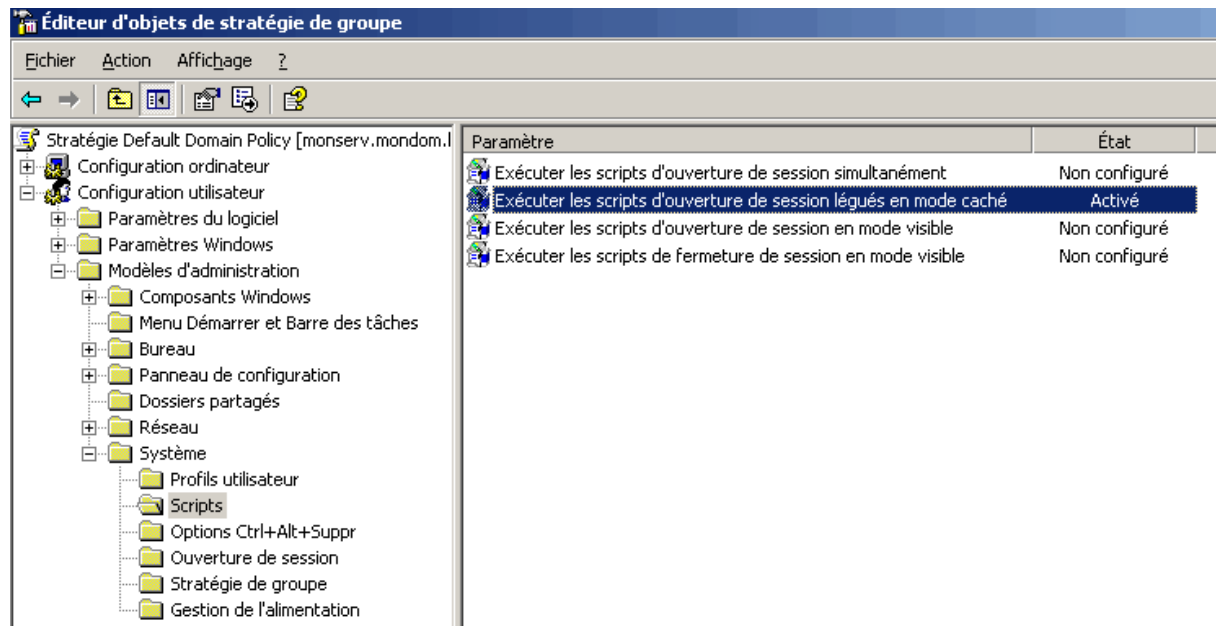 Éditeur d'objets de stratégie de groupe
Fichier Action Affichage ?
Stratégie Default Domain Policy [monserv.mondom.l
Configuration ordinateur
Configuration utilisateur
Paramètres du logiciel
Paramètres Windows
Modèles d'administration
Composants Windows
Menu Démarrer et Barre des tâches
Bureau
Panneau de configuration
Dossiers partagés
Réseau
Système
Profils utilisateur
Scripts
Options Ctrl+Alt+Suppr
Ouverture de session
Stratégie de groupe
Gestion de l'alimentation
Paramètre État
Exécuter les scripts d'ouverture de session simultanément Non configuré
Exécuter les scripts d'ouverture de session légués en mode caché Activé
Exécuter les scripts d'ouverture de session en mode visible Non configuré
Exécuter les scripts de fermeture de session en mode visible Non configuré